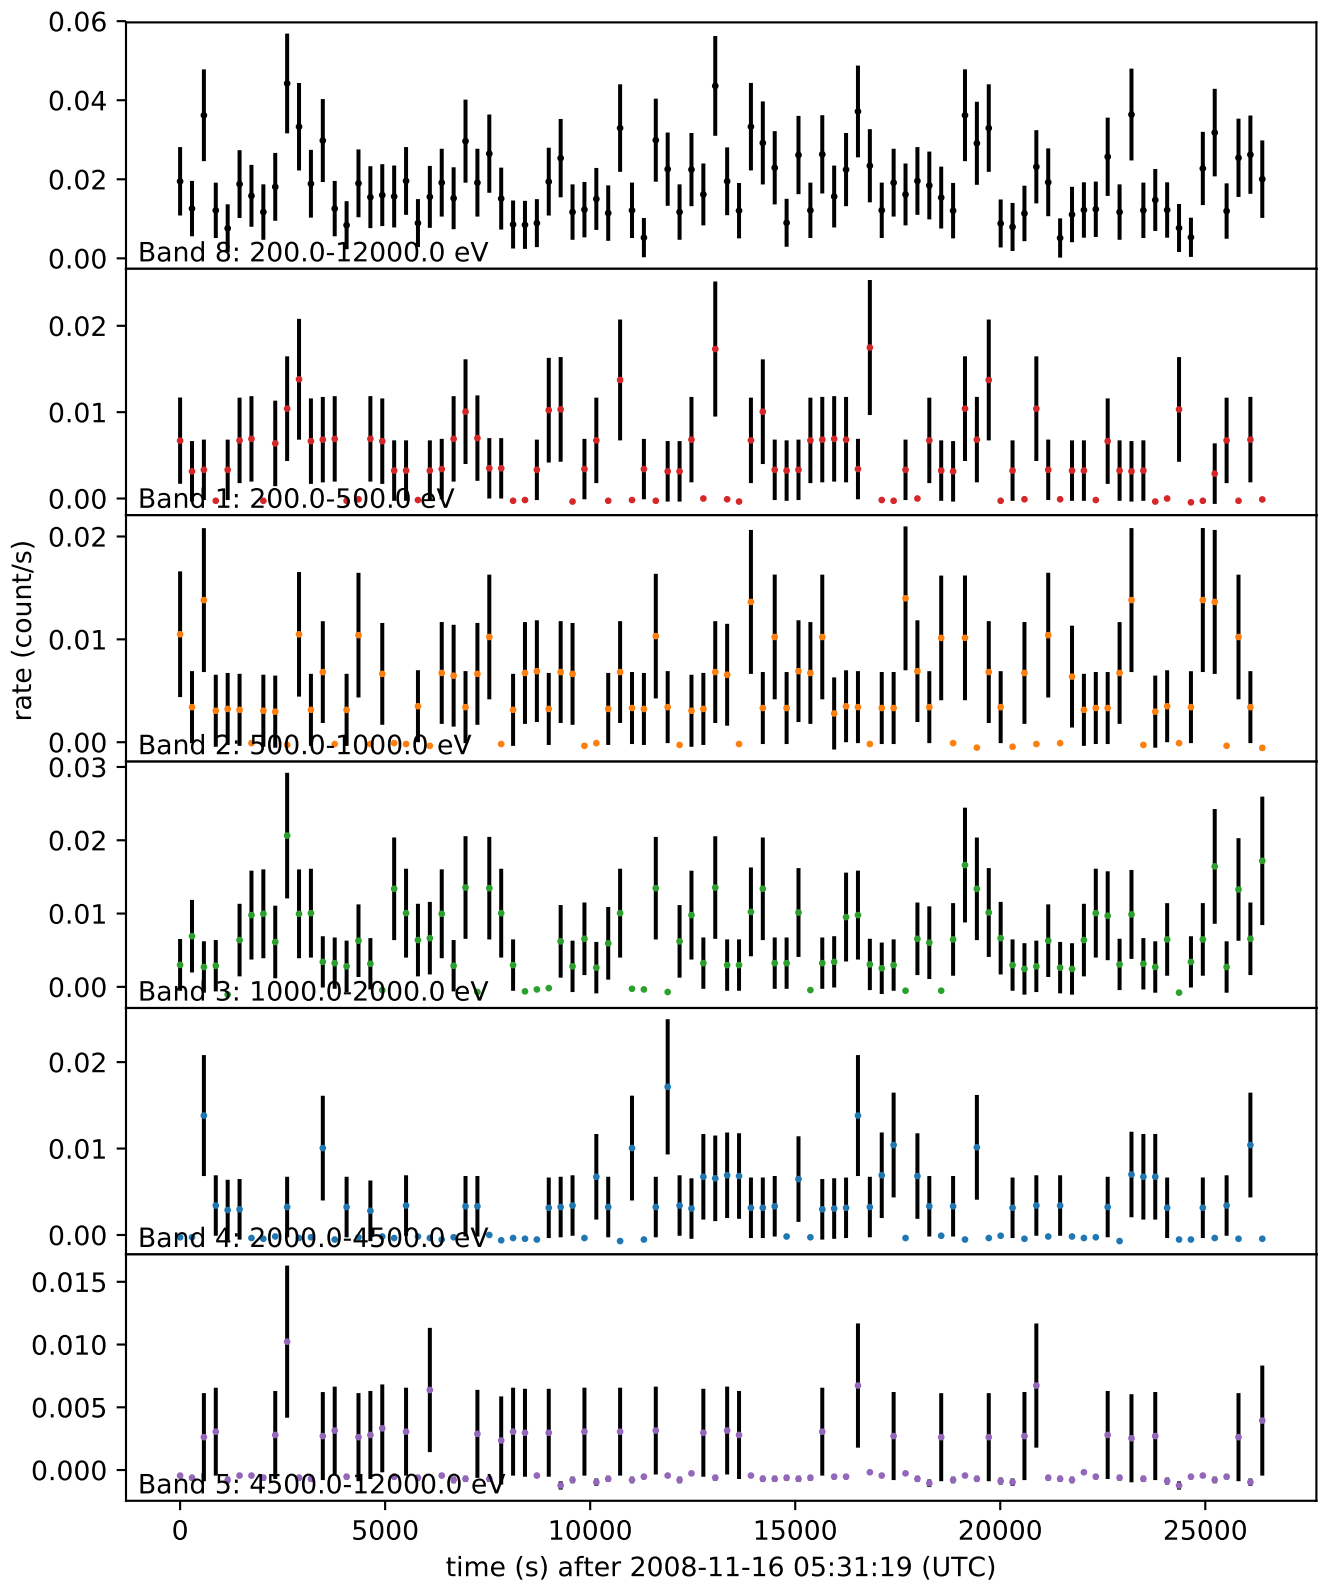 0.06
0.04
0.02
0.00
Band 8: 200.0-12000.0 eV
0.02
0.01
0.00
Band 1: 200.0-500.0 eV
0.02
0.01
0.00
Band 2: 500.0-1000.0 eV
rate (count/s)
0.03
0.02
0.01
0.00
Band 3: 1000.0-2000.0 eV
0.02
0.01
0.00
Band 4: 2000.0-4500.0 eV
0.015
0.010
0.005
0.000
Band 5: 4500.0-12000.0 eV
0 5000 10000 15000 20000 25000
time (s) after 2008-11-16 05:31:19 (UTC)